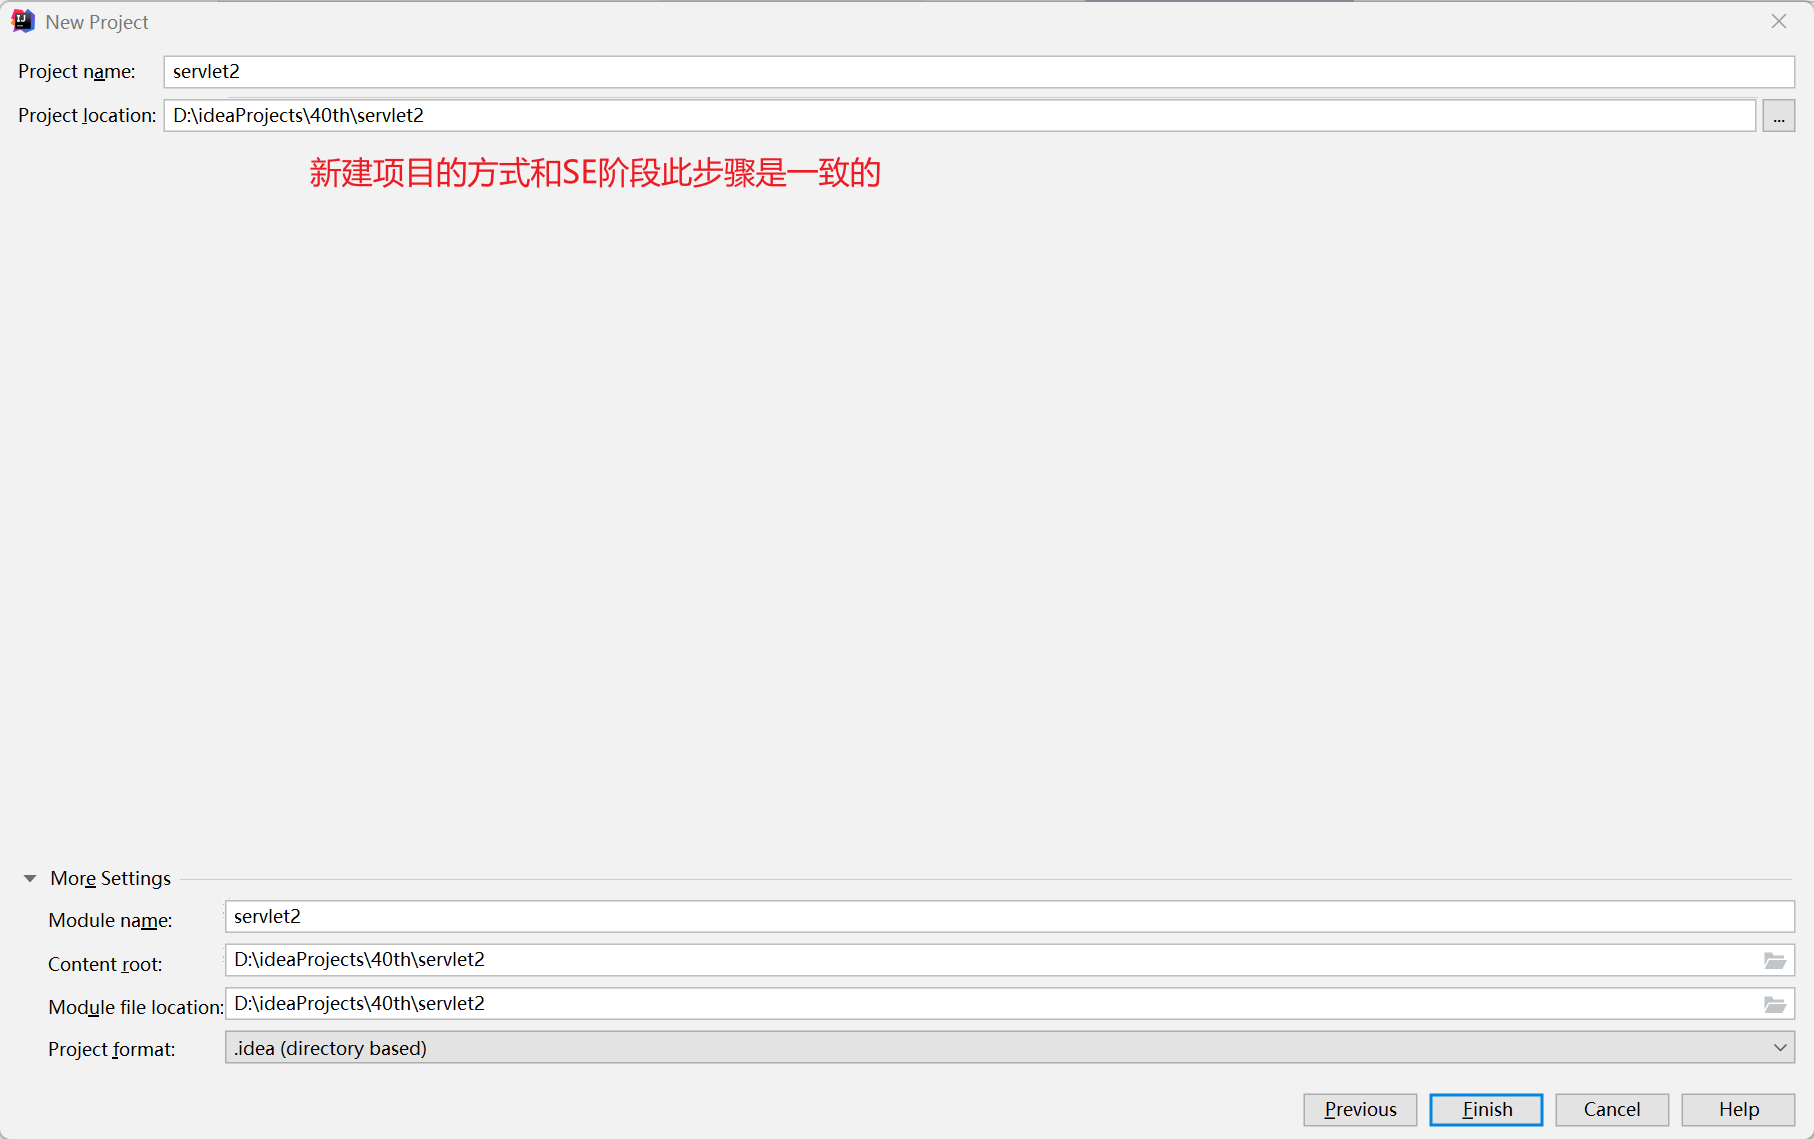 New Project
Project name: servlet2
Project location: D:\ideaProjects\40th\servlet2 ...
新建项目的方式和SE阶段此步骤是一致的
More Settings
Module name: servlet2
Content root: D:\ideaProjects\40th\servlet2
Module file location: D:\ideaProjects\40th\servlet2
Project format: .idea (directory based)
Previous Finish Cancel Help